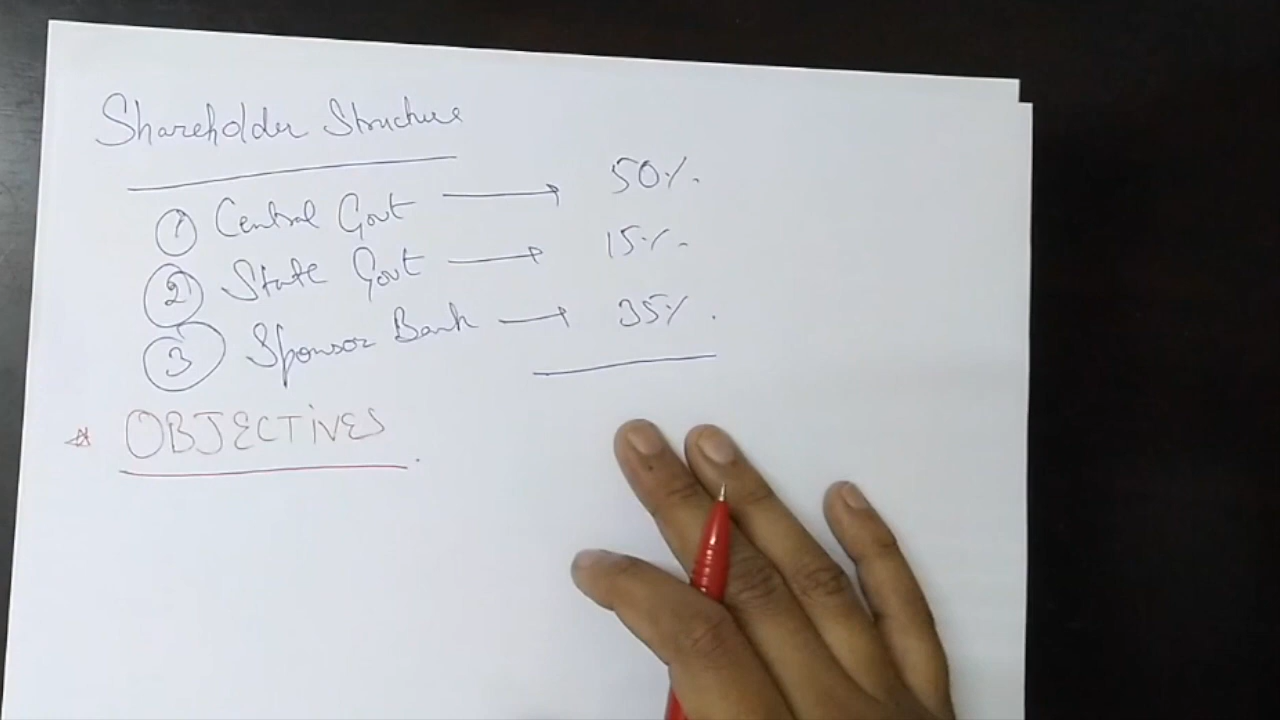 Shareholder Structure
① Central Govt → 50%.
② State Govt → 15%.
③ Sponsor Bank → 35%.
☆ OBJECTIVES.